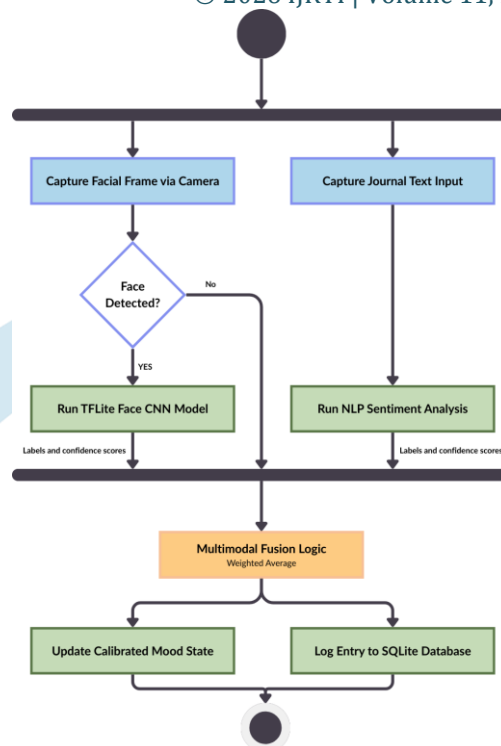 Capture Facial Frame via Camera
Capture Journal Text Input
Face
Detected?
No
YES
Run TFLite Face CNN Model
Run NLP Sentiment Analysis
Labels and confidence scores
Labels and confidence scores
Multimodal Fusion Logic
Weighted Average
Update Calibrated Mood State
Log Entry to SQLite Database